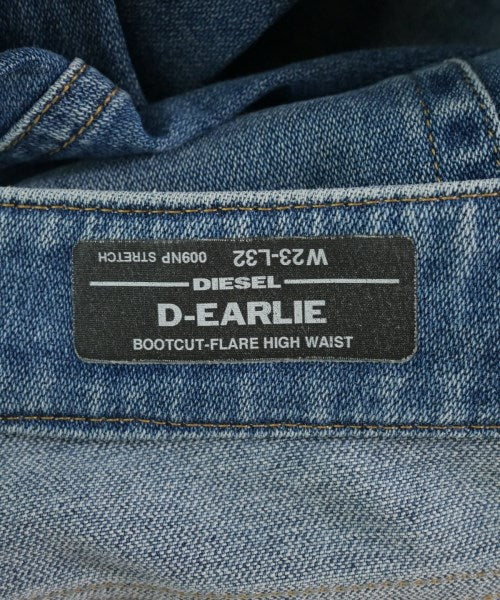 W23-L32 009NP STRETCH
DIESEL
D-EARLIE
BOOTCUT-FLARE HIGH WAIST